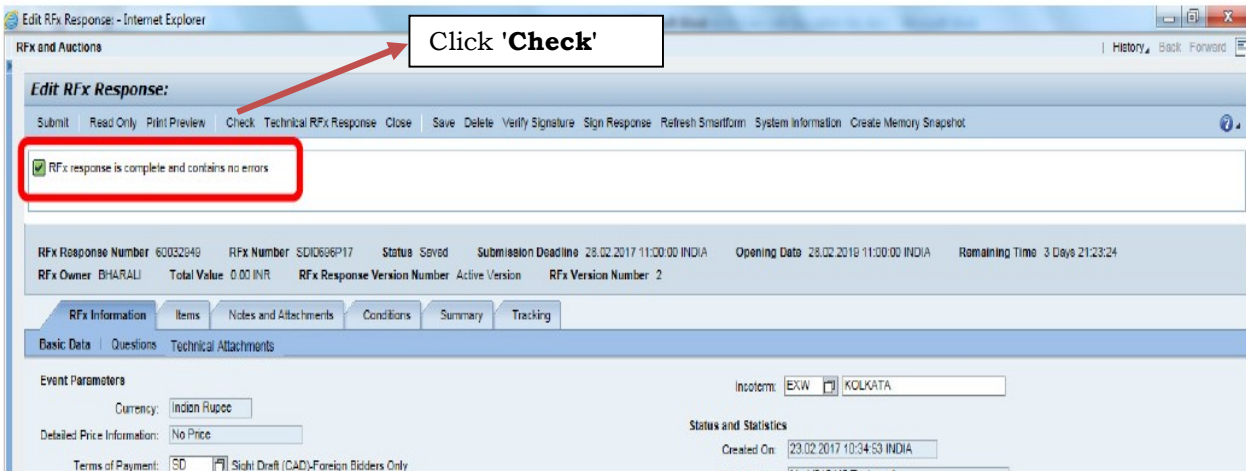 Edit RFx Response: - Internet Explorer
Click 'Check'
RFx and Auctions
History Back Forward
Edit RFx Response:
Submit Read Only Print Preview Check Technical RFx Response Close Save Delete Verify Signature Sign Response Refresh Smartform System Information Create Memory Snapshot
RFx response is complete and contains no errors
RFx Response Number 60032949 RFx Number SDI0696P17 Status Saved Submission Deadline 28.02.2017 11:00:00 INDIA Opening Date 28.02.2019 11:00:00 INDIA Remaining Time 3 Days 21:23:24
RFx Owner BHARALI Total Value 0.00 INR RFx Response Version Number Active Version RFx Version Number 2
RFx Information Items Notes and Attachments Conditions Summary Tracking
Basic Data Questions Technical Attachments
Event Parameters
Incoterm: EXW KOLKATA
Currency: Indian Rupee
Status and Statistics
Detailed Price Information: No Price
Created On: 23.02.2017 10:34:53 INDIA
Terms of Payment: SD Sight Draft (CAD)-Foreign Bidders Only